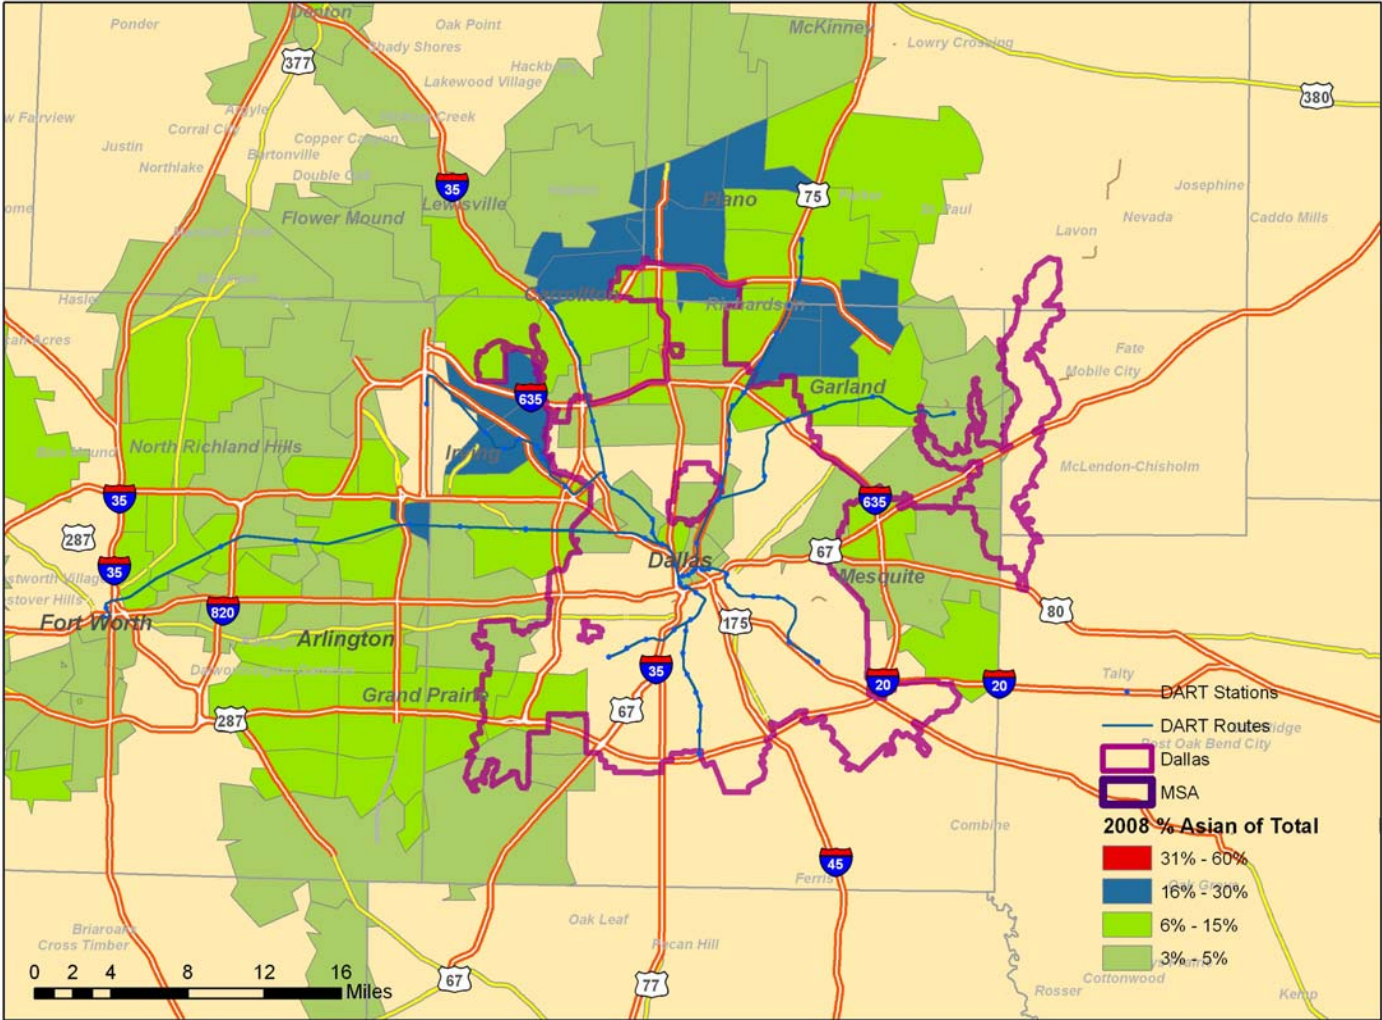 Denton
Ponder
Oak Point
McKinney
Lowry Crossing
Shady Shores
377
Lakewood Village
380
Argyle
Corral City
Copper Canyon
Justin
Bartonville
Northlake
Double Oak
35
Lewisville
Plano
75
Parker
Josephine
Flower Mound
St. Paul
Nevada
Caddo Mills
Lavon
Carrollton
Richardson
Fate
Mobile City
Garland
635
North Richland Hills
Irving
McLendon-Chisholm
35
635
287
Dallas
67
Mesquite
35
820
80
Fort Worth
175
Arlington
35
20
20
Talty
Grand Prairie
67
287
DART Stations
DART Routes
Post Oak Bend City
Dallas
MSA
2008 % Asian of Total
Combine
31% - 60%
45
Ferris
16% - 30%
Oak Leaf
6% - 15%
Briaroaks
Cross Timber
Pecan Hill
3% - 5%
0 2 4 8 12 16
Miles
67
77
Cottonwood
Rosser
Kemp